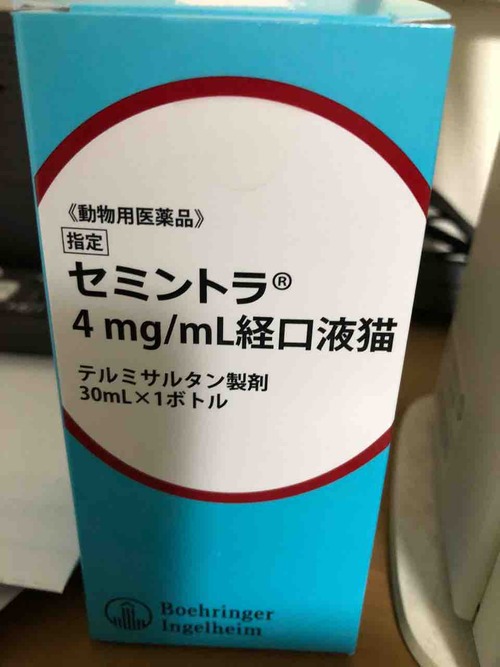 《動物用医薬品》
指定
セミントラ®
4 mg/mL経口液猫
テルミサルタン製剤
30mL×1ボトル
Boehringer
Ingelheim